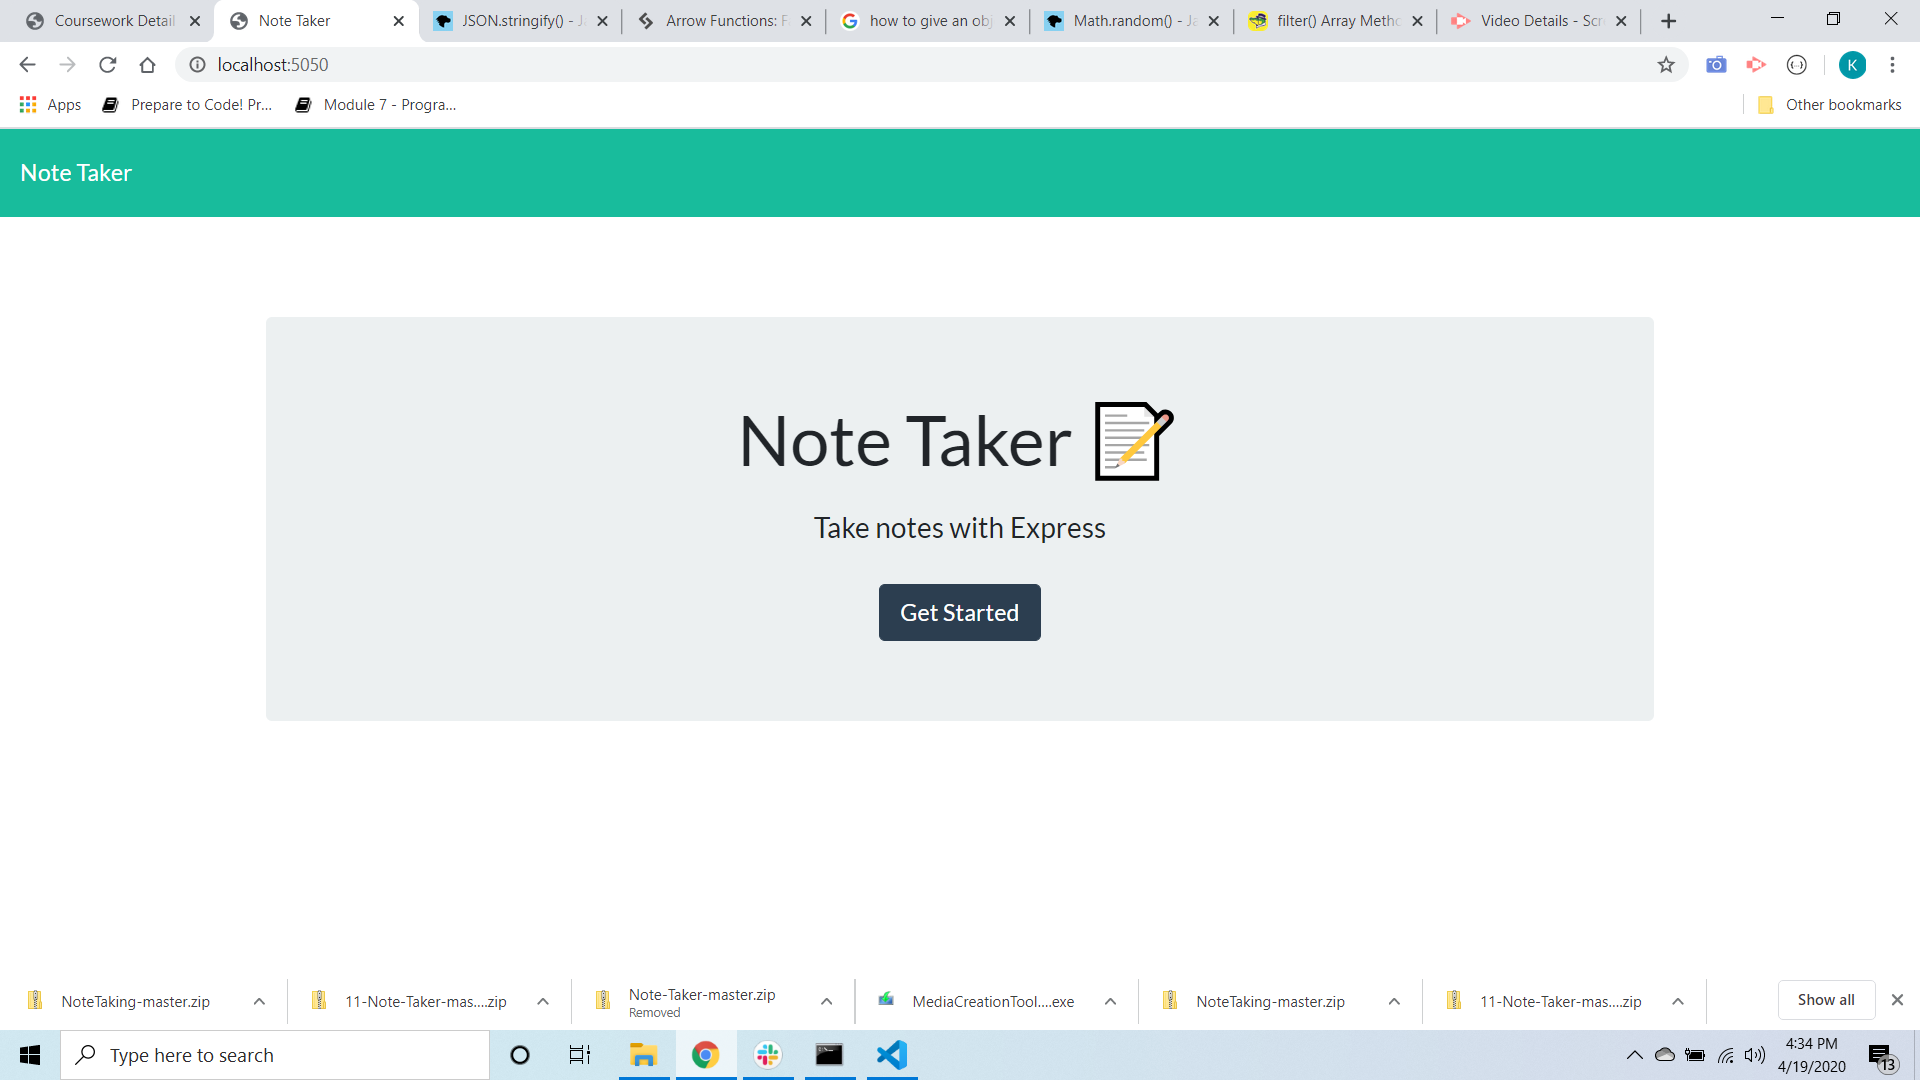 Coursework Detail
Note Taker
JSON.stringify() - Ja
Arrow Functions: Fa
how to give an obj
Math.random() - Ja
filter() Array Metho
Video Details - Scre
localhost:5050
K
Apps
Prepare to Code! Pr...
Module 7 - Progra...
Other bookmarks
Note Taker
Note Taker
Take notes with Express
Get Started
NoteTaking-master.zip
11-Note-Taker-mas....zip
Note-Taker-master.zip
Removed
MediaCreationTool....exe
NoteTaking-master.zip
11-Note-Taker-mas....zip
Show all
Type here to search
4:34 PM
4/19/2020
13